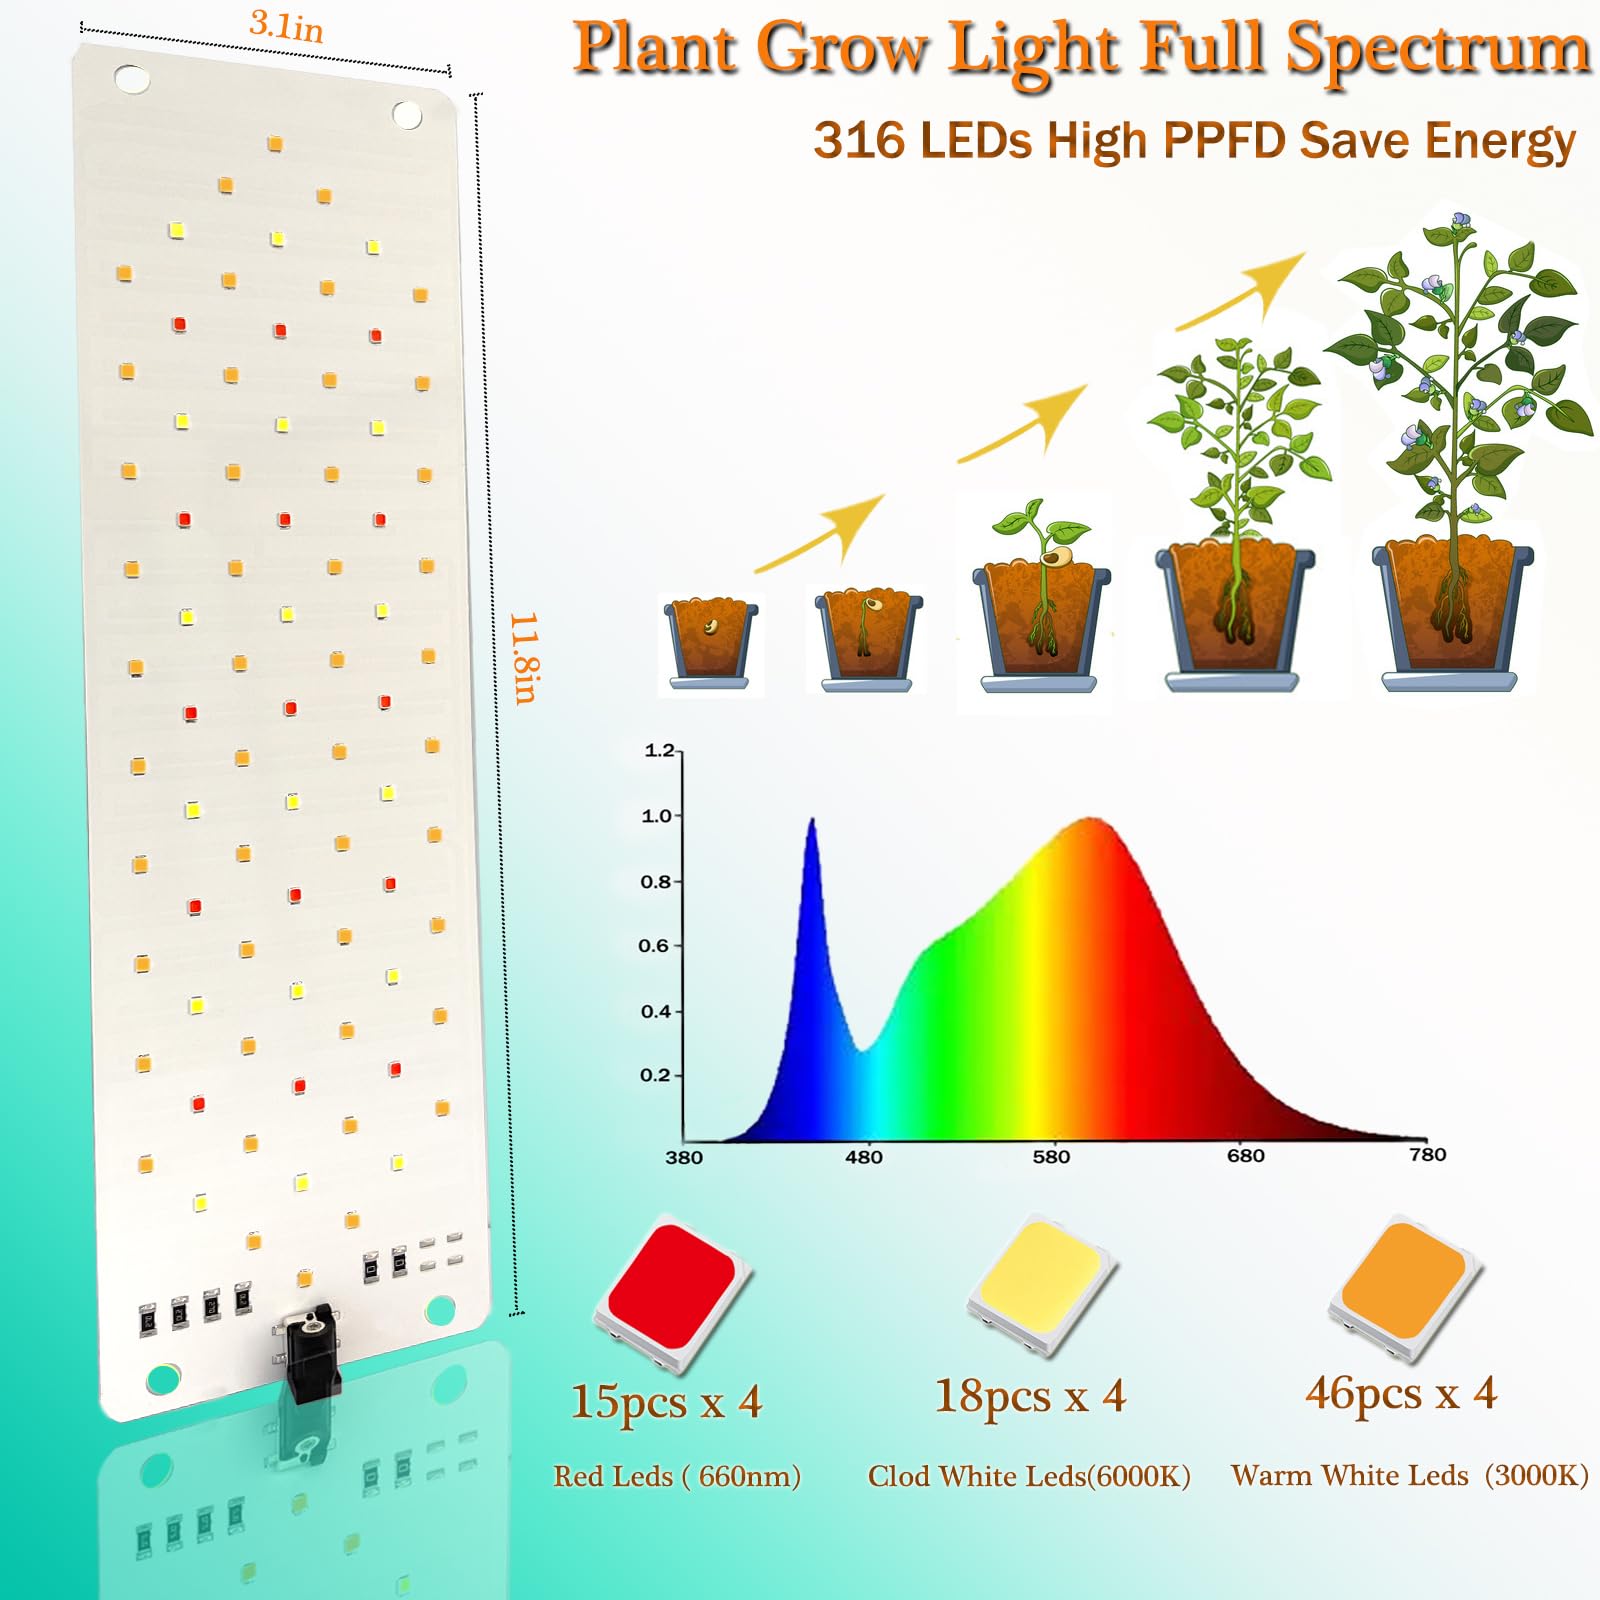 3.1in
Plant Grow Light Full Spectrum
316 LEDs High PPFD Save Energy
11.8in
1.2
1.0
0.8
0.6
0.4
0.2
380 480 580 680 780
15pcs x 4 18pcs x 4 46pcs x 4
Red Leds ( 660nm) Clod White Leds(6000K) Warm White Leds (3000K)